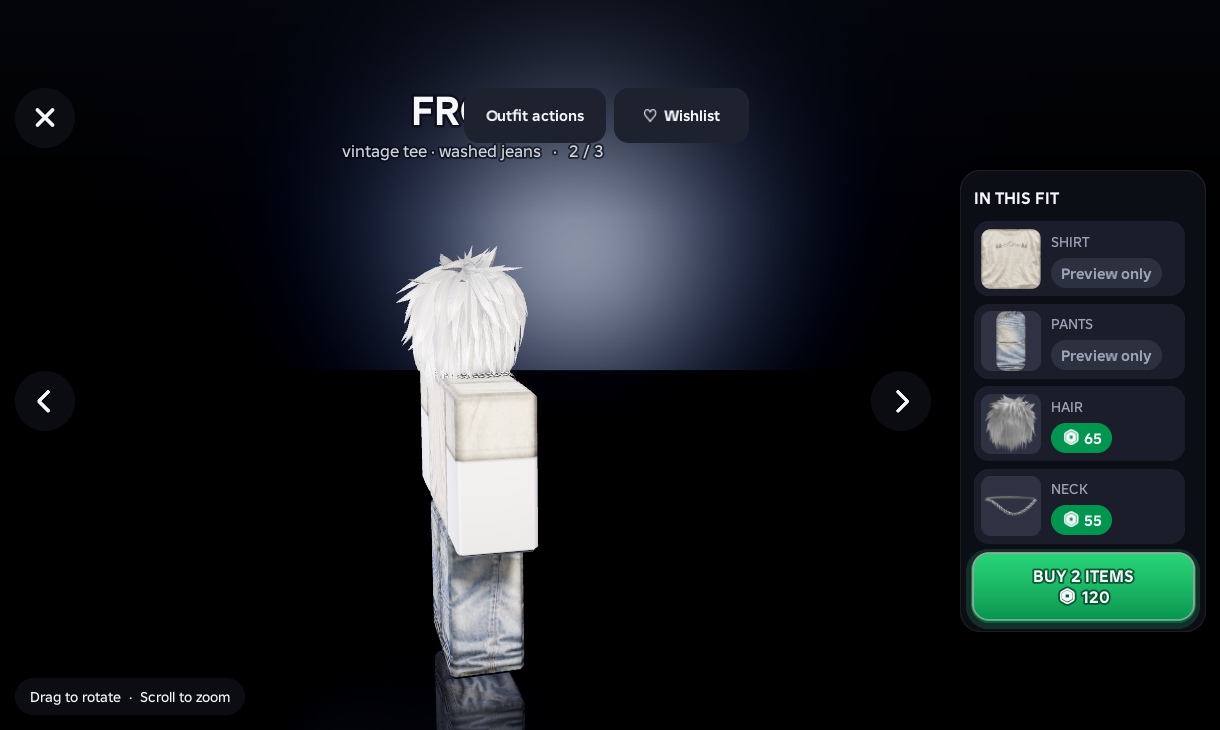 Outfit actions
♡ Wishlist
vintage tee · washed jeans · 2 / 3
IN THIS FIT
SHIRT
Preview only
PANTS
Preview only
HAIR
65
NECK
55
BUY 2 ITEMS
120
Drag to rotate · Scroll to zoom